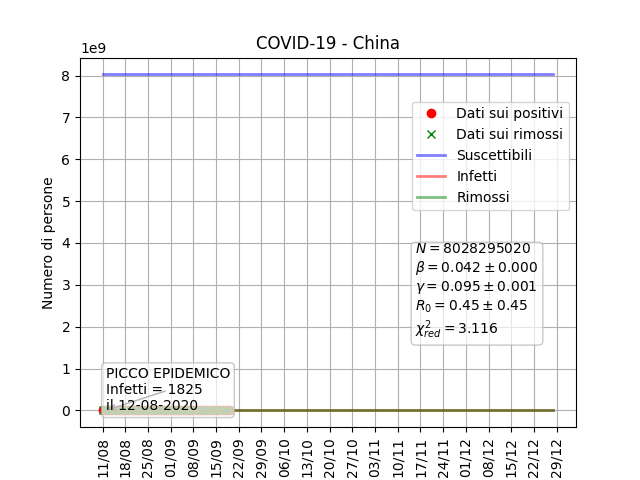 COVID-19 - China
1e9
8
7
6
5
4
3
2
1
0
Numero di persone
Dati sui positivi
Dati sui rimossi
Suscettibili
Infetti
Rimossi
N = 8028295020
β = 0.042 ± 0.000
γ = 0.095 ± 0.001
R₀ = 0.45 ± 0.45
χ²red = 3.116
PICCO EPIDEMICO
Infetti = 1825
il 12-08-2020
11/08
18/08
25/08
01/09
08/09
15/09
22/09
29/09
06/10
13/10
20/10
27/10
03/11
10/11
17/11
24/11
01/12
08/12
15/12
22/12
29/12